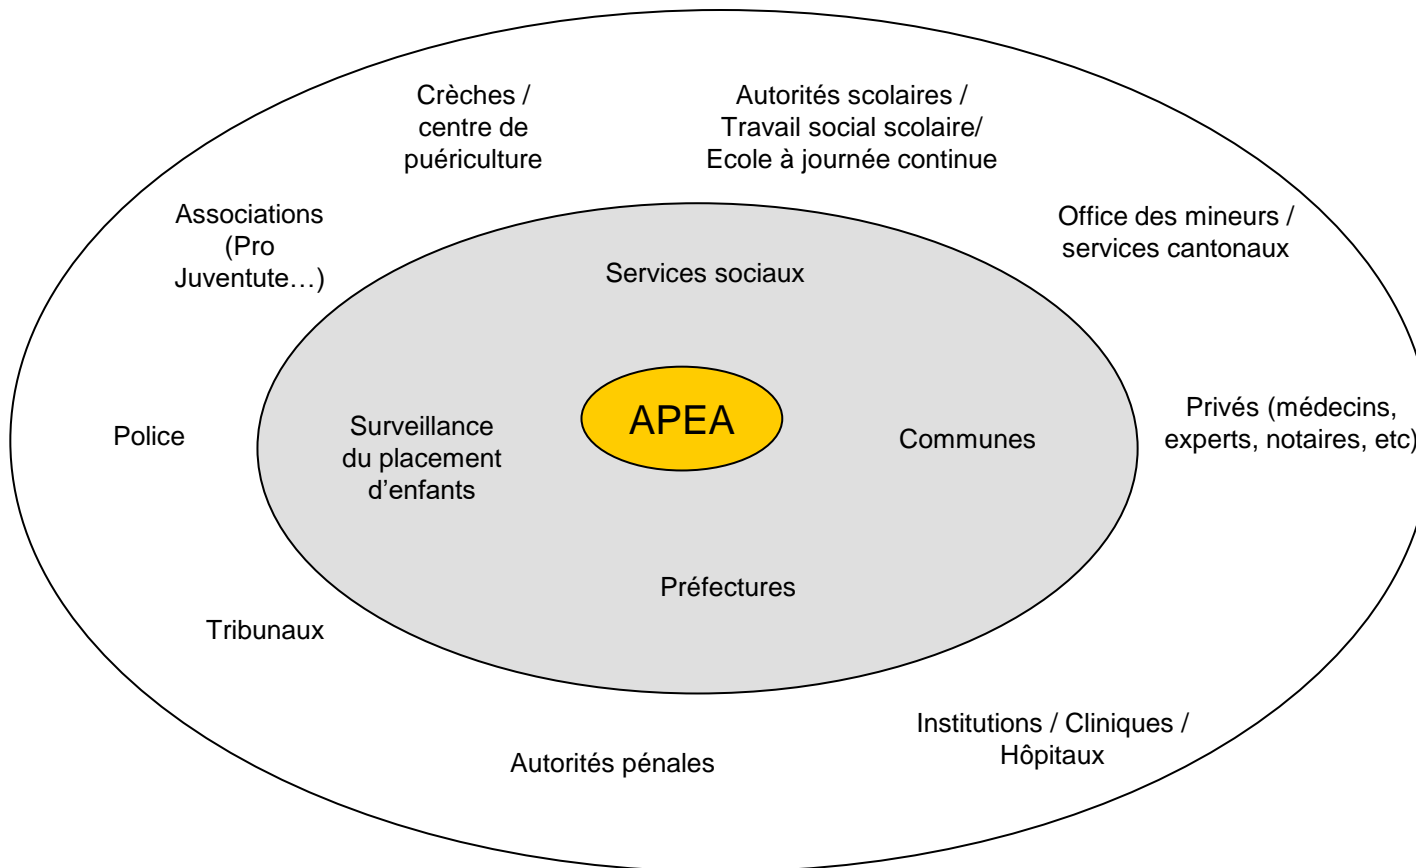 Crèches /
centre de
puériculture
Autorités scolaires /
Travail social scolaire/
Ecole à journée continue
Associations
(Pro
Juventute…)
Office des mineurs /
services cantonaux
Services sociaux
Police
Surveillance
du placement
d’enfants
APEA
Communes
Privés (médecins,
experts, notaires, etc)
Préfectures
Tribunaux
Autorités pénales
Institutions / Cliniques /
Hôpitaux